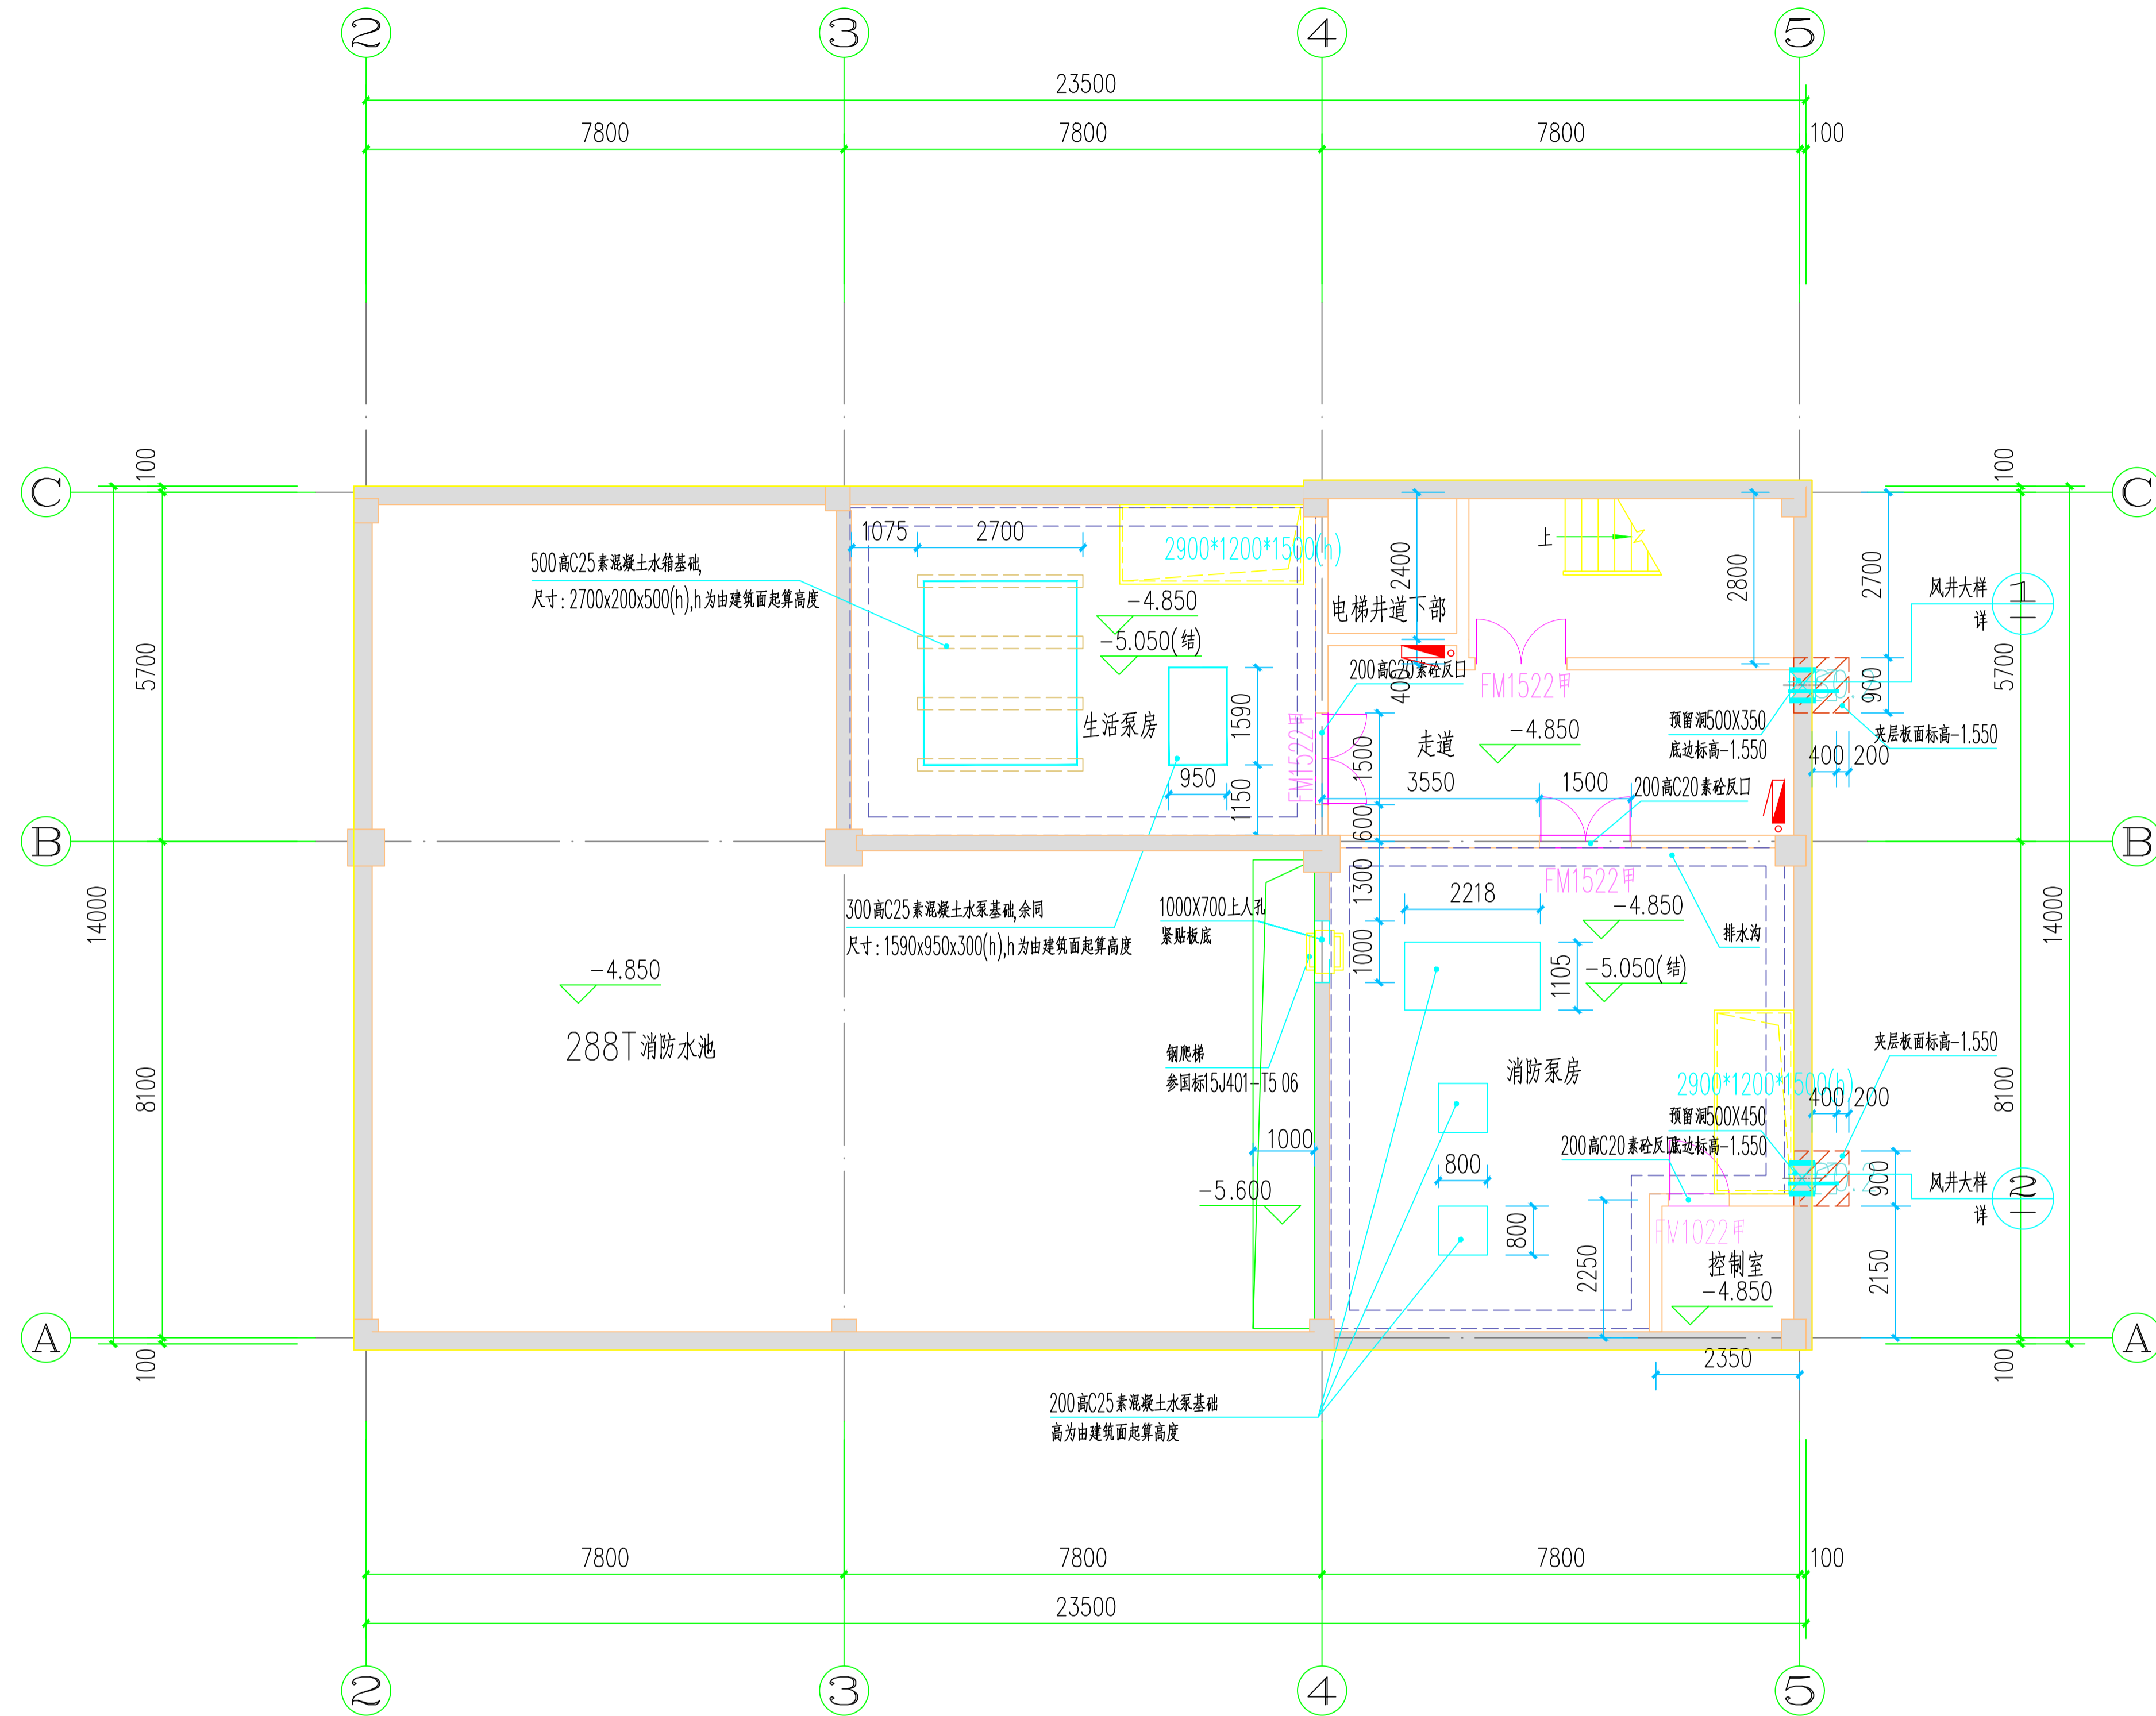 2
3
4
5
23500
7800
7800
7800
100
C
100
100
C
1075
2700
2900*1200*1500(h)
2400
上
2800
2700
500高C25素混凝土水箱基础,
尺寸：2700x200x500(h),h为由建筑面起算高度
-4.850
-5.050(结)
电梯井道下部
风井大样
详
1
5700
5700
200高C20素砼反口
400
FM1522甲
900
生活泵房
1590
FM1522甲
1500
走道
-4.850
预留洞500X350
底边标高-1.550
夹层板面标高-1.550
400
200
950
1150
3550
1500
200高C20素砼反口
600
B
B
14000
14000
1300
FM1522甲
300高C25素混凝土水泵基础,余同
尺寸：1590x950x300(h),h为由建筑面起算高度
1000X700上人孔
紧贴板底
2218
-4.850
排水沟
1000
1105
-5.050(结)
-4.850
288T消防水池
钢爬梯
参国标15J401-T5 06
消防泵房
夹层板面标高-1.550
2900*1200*1500(h)
400
200
8100
8100
预留洞500X450
底边标高-1.550
200高C20素砼反口
1000
800
900
-5.600
风井大样
详
2
800
FM1022甲
2250
控制室
-4.850
2150
A
A
100
2350
100
200高C25素混凝土水泵基础
高为由建筑面起算高度
7800
7800
7800
100
23500
2
3
4
5